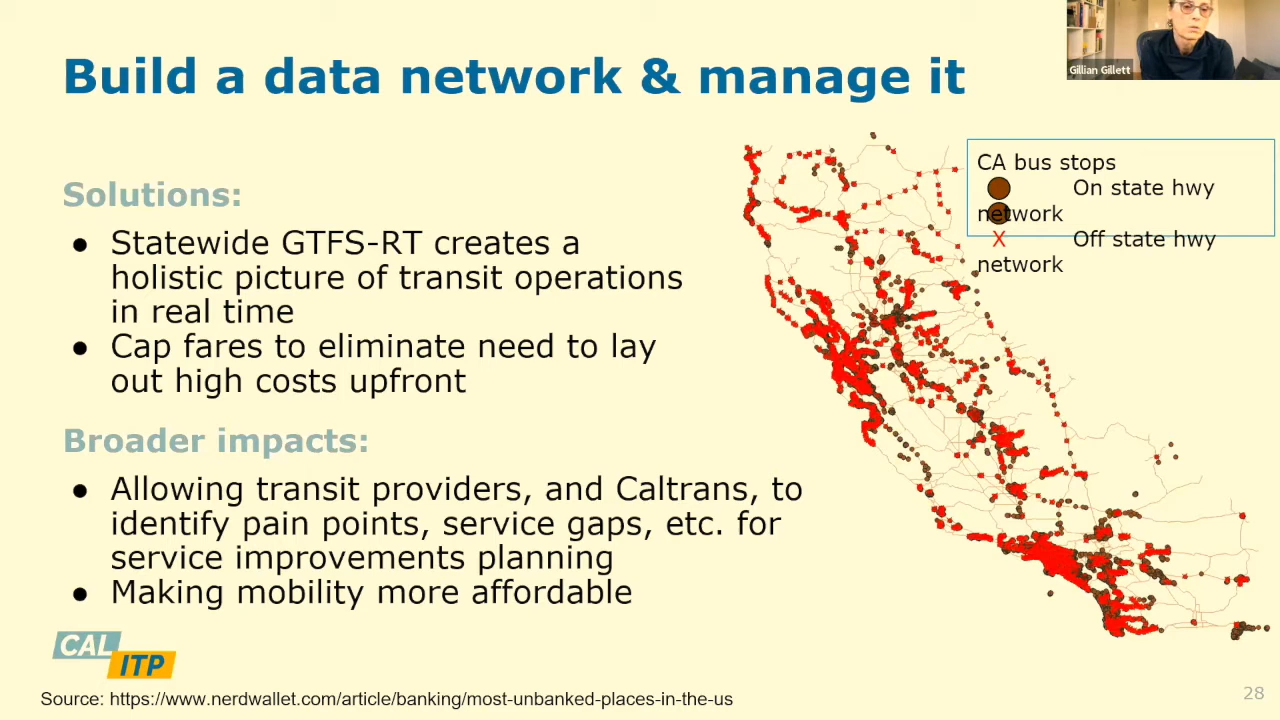 Build a data network & manage it
Gillian Gillett
Solutions:
● Statewide GTFS-RT creates a
holistic picture of transit operations
in real time
● Cap fares to eliminate need to lay
out high costs upfront
Broader impacts:
● Allowing transit providers, and Caltrans, to
identify pain points, service gaps, etc. for
service improvements planning
● Making mobility more affordable
CA bus stops
On state hwy
network
X Off state hwy
network
CAL
ITP
Source: https://www.nerdwallet.com/article/banking/most-unbanked-places-in-the-us
28